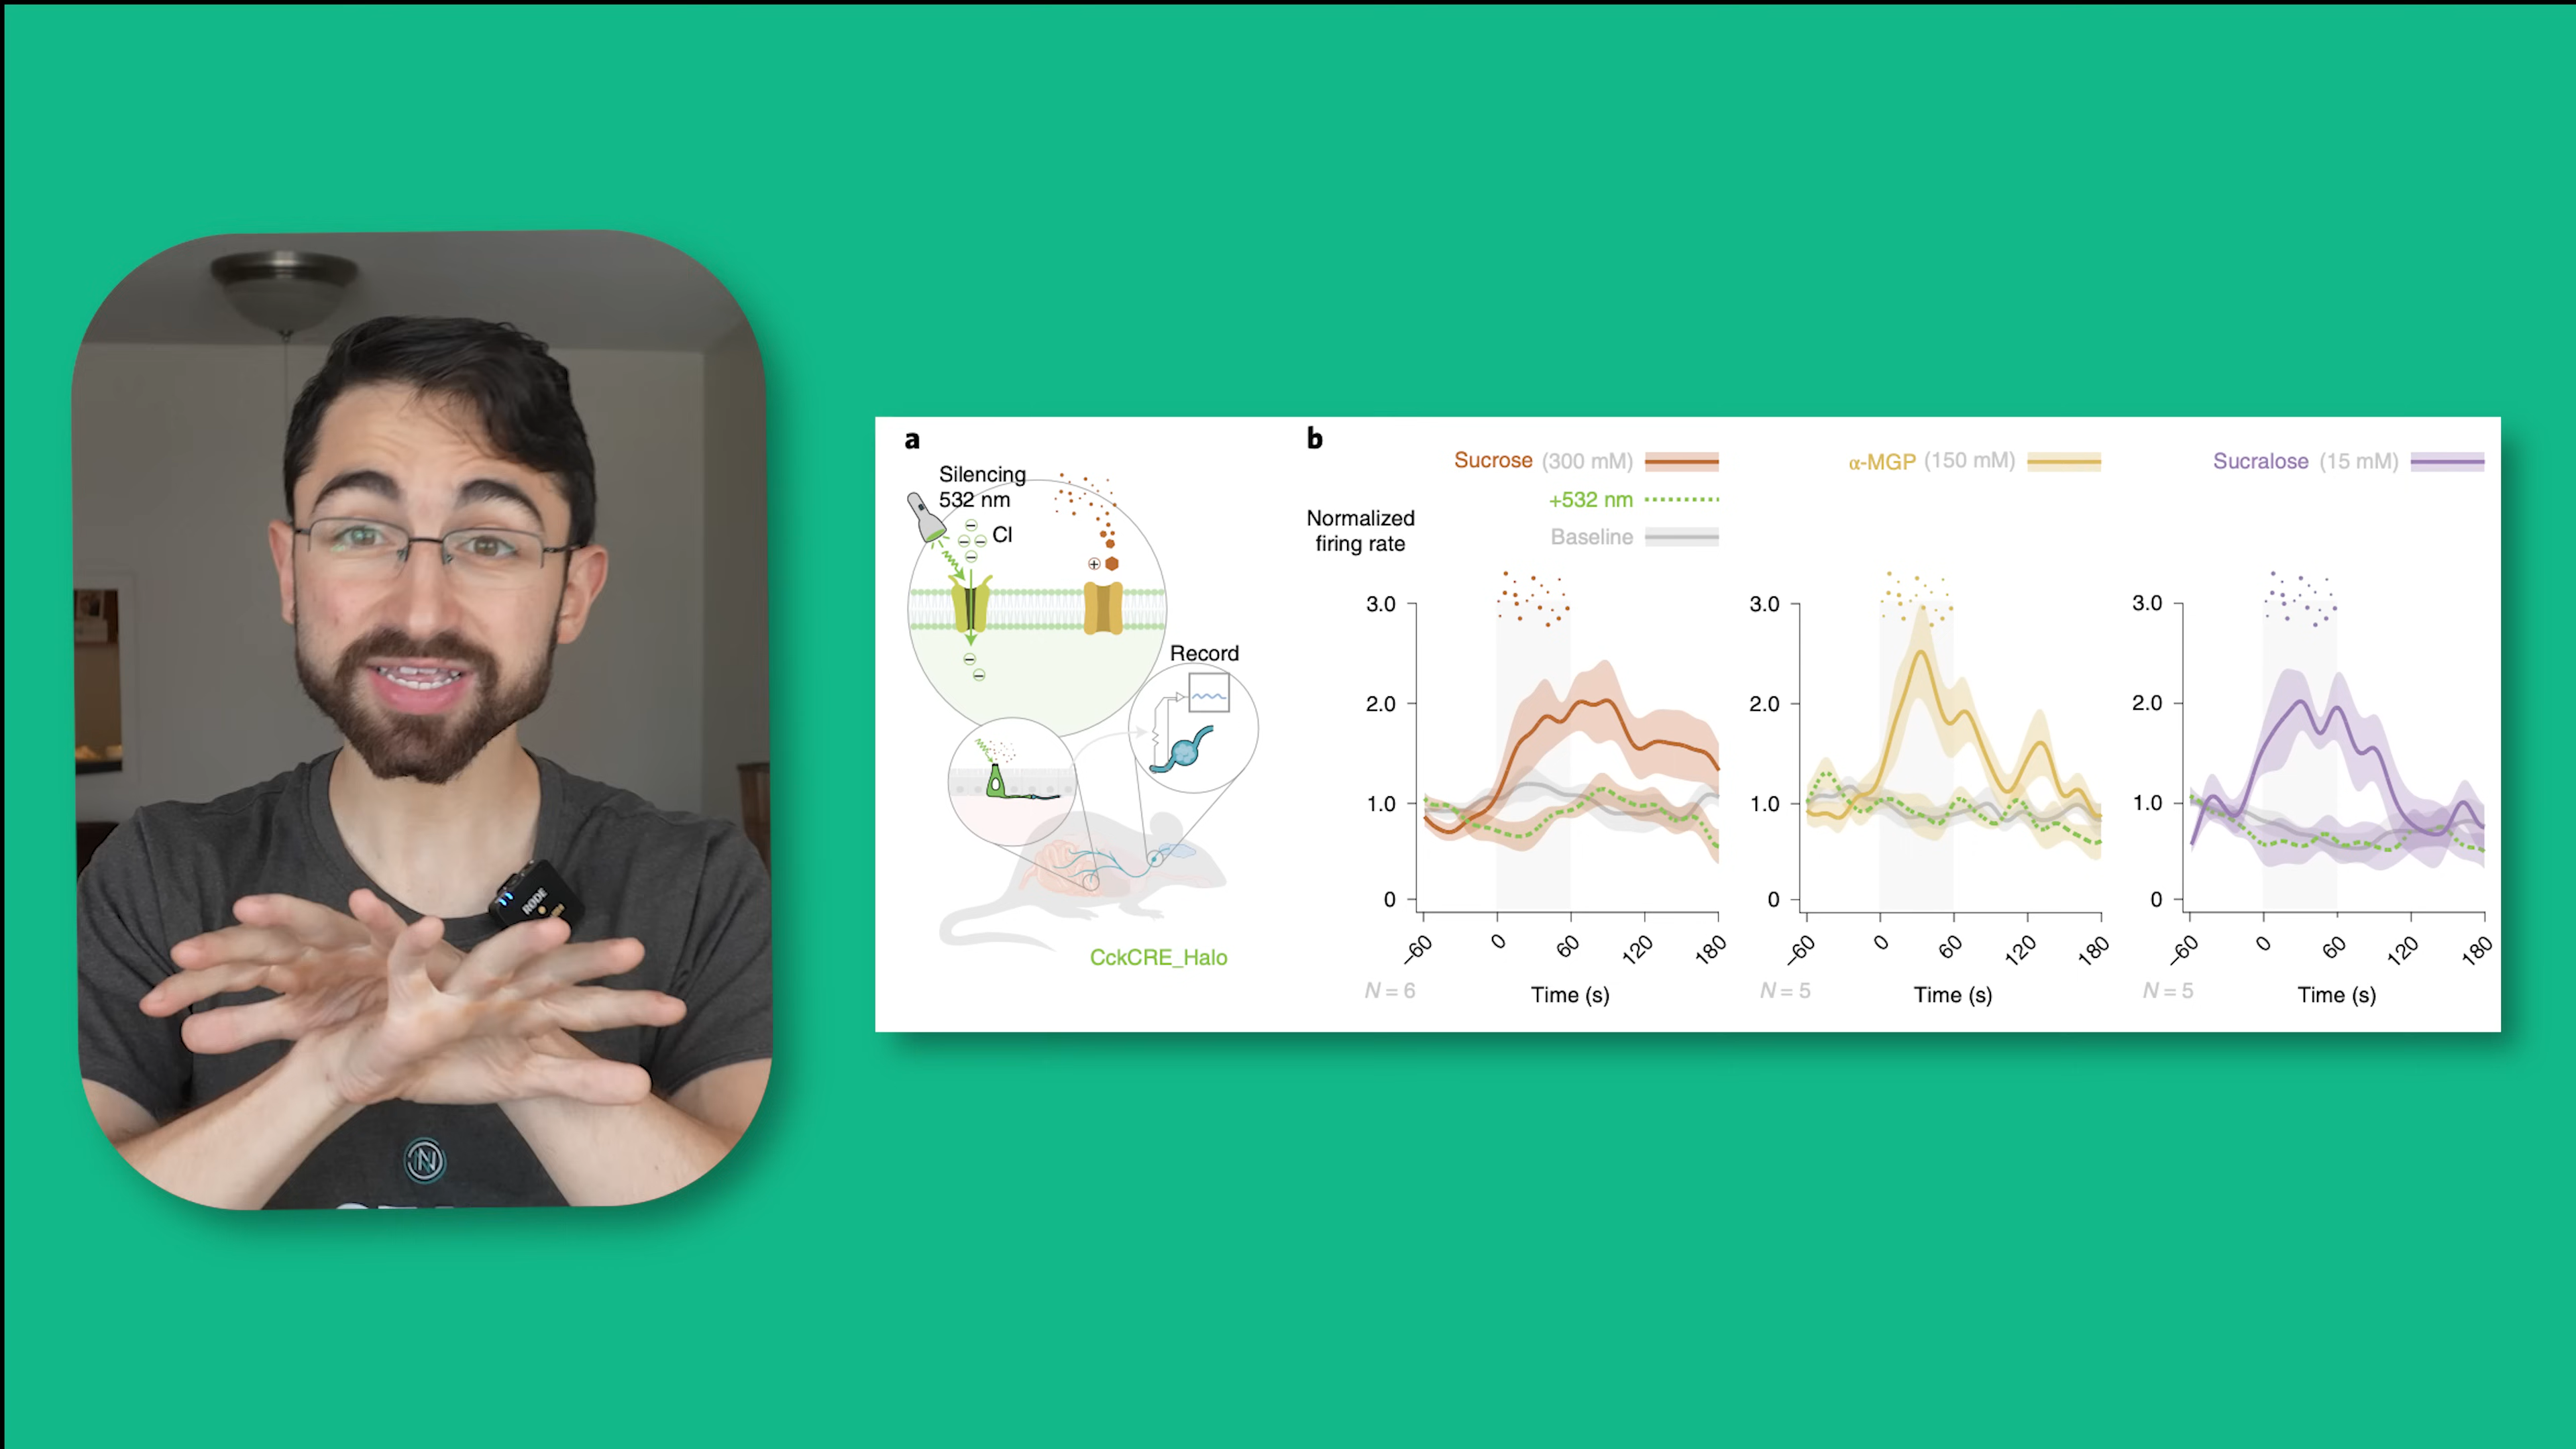 RODE
N
a
Silencing
532 nm
Cl
Record
CckCRE_Halo
b
Sucrose (300 mM)
+532 nm
Baseline
α-MGP (150 mM)
Sucralose (15 mM)
Normalized
firing rate
3.0
2.0
1.0
0
-60 0 60 120 180
N = 6
Time (s)
3.0
2.0
1.0
0
-60 0 60 120 180
N = 5
Time (s)
3.0
2.0
1.0
0
-60 0 60 120 180
N = 5
Time (s)